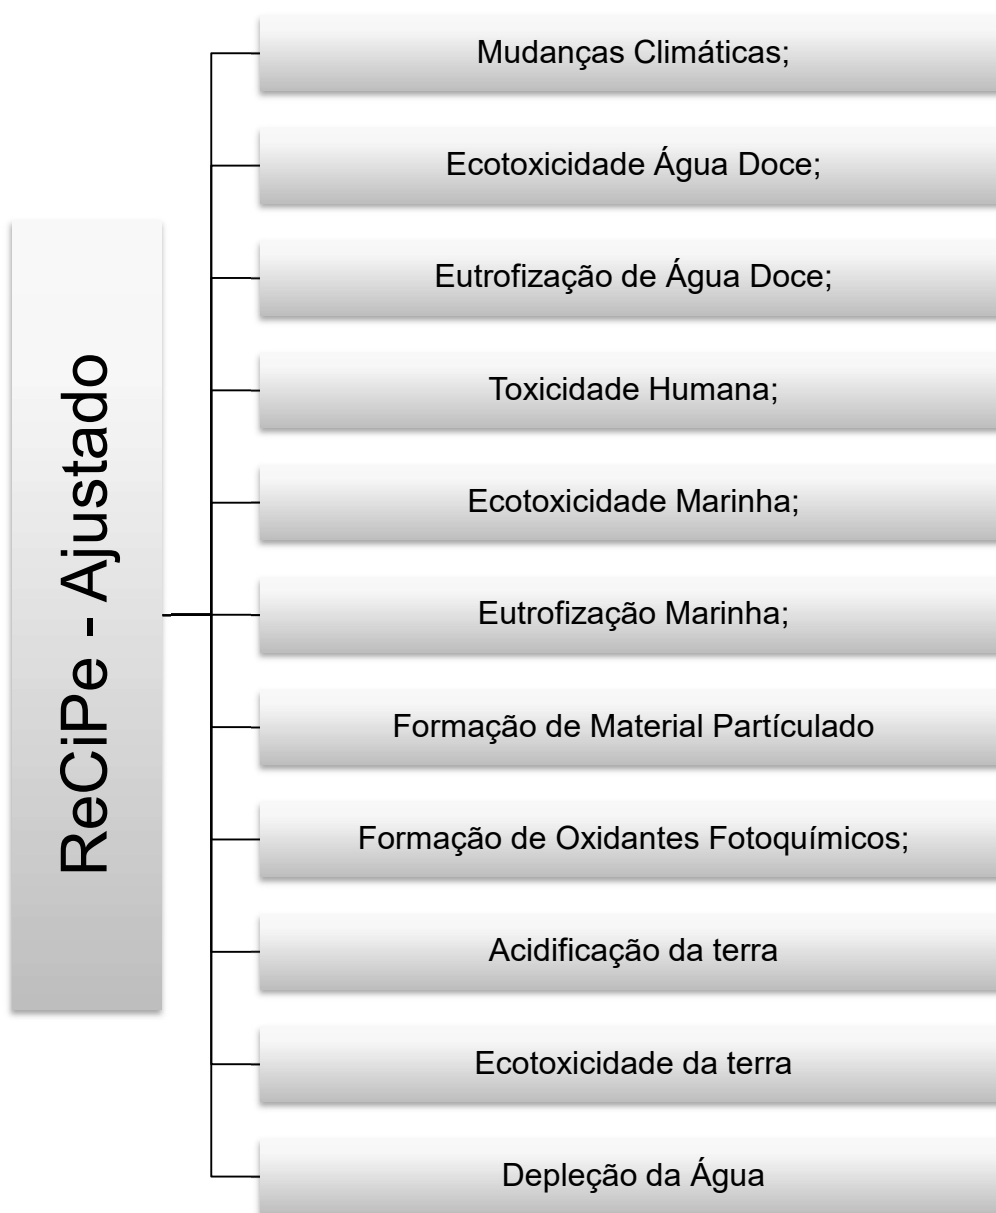 ReCiPe - Ajustado
Mudanças Climáticas;
Ecotoxicidade Água Doce;
Eutrofização de Água Doce;
Toxicidade Humana;
Ecotoxicidade Marinha;
Eutrofização Marinha;
Formação de Material Partículado
Formação de Oxidantes Fotoquímicos;
Acidificação da terra
Ecotoxicidade da terra
Depleção da Água